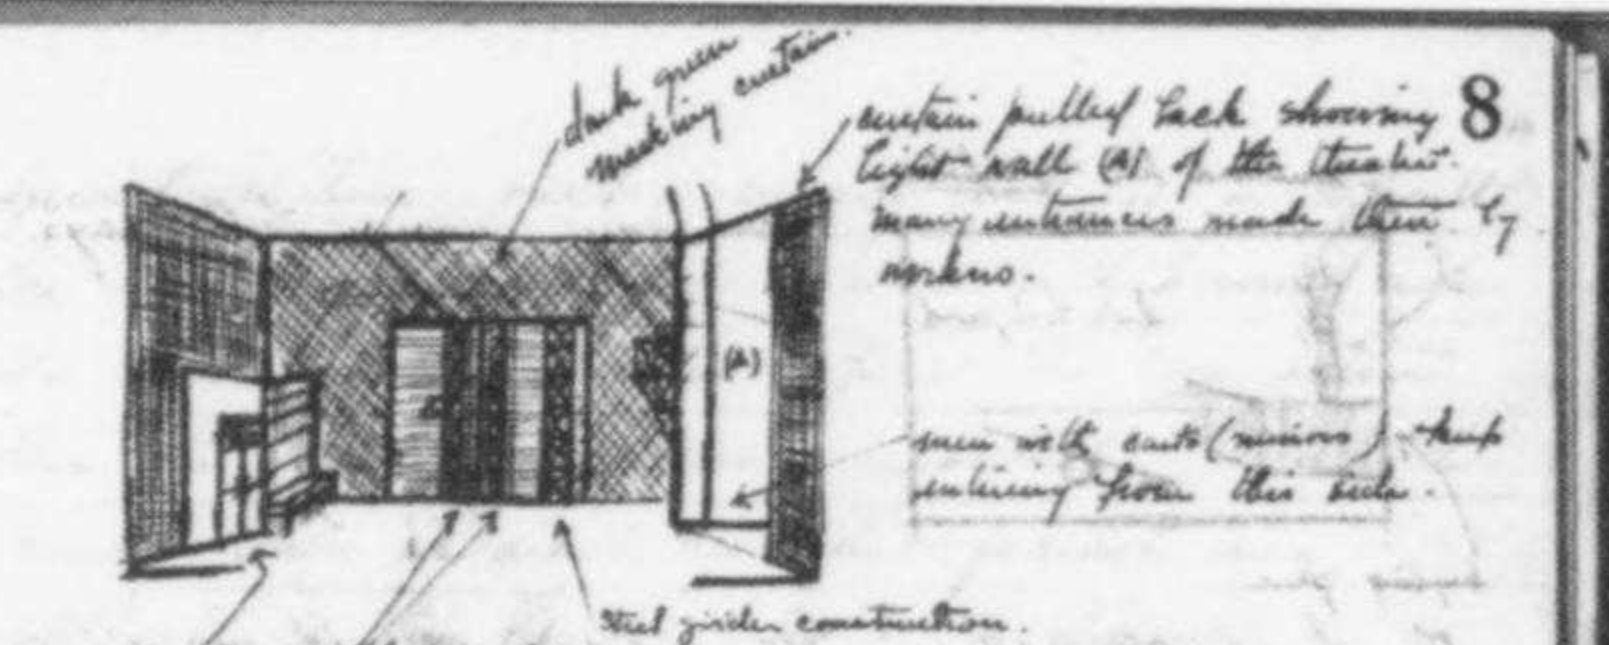 dark green
masking curtain.
8
curtain pulled back showing
light wall (A) of the theater.
many entrances made there by
(A)
men with carts (miners) keep
entering from this side.
steel girder construction.